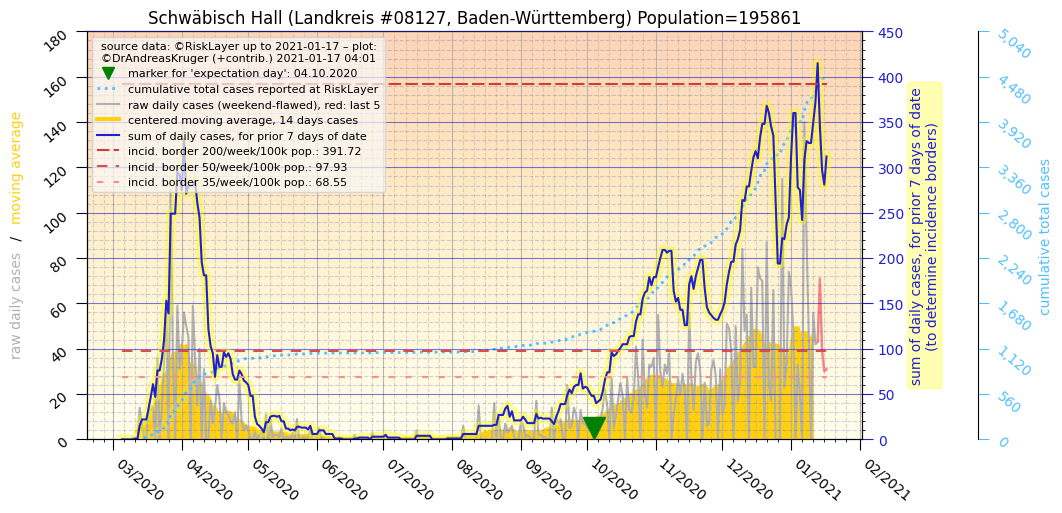 Schwäbisch Hall (Landkreis #08127, Baden-Württemberg) Population=195861
source data: ©RiskLayer up to 2021-01-17 – plot:
©DrAndreasKruger (+contrib.) 2021-01-17 04:01
marker for 'expectation day': 04.10.2020
cumulative total cases reported at RiskLayer
raw daily cases (weekend-flawed), red: last 5
centered moving average, 14 days cases
sum of daily cases, for prior 7 days of date
incid. border 200/week/100k pop.: 391.72
incid. border 50/week/100k pop.: 97.93
incid. border 35/week/100k pop.: 68.55
raw daily cases / moving average
180
160
140
120
100
80
60
40
20
0
03/2020
04/2020
05/2020
06/2020
07/2020
08/2020
09/2020
10/2020
11/2020
12/2020
01/2021
02/2021
450
400
350
300
250
200
150
100
50
0
sum of daily cases, for prior 7 days of date
(to determine incidence borders)
5,040
4,480
3,920
3,360
2,800
2,240
1,680
1,120
560
0
cumulative total cases